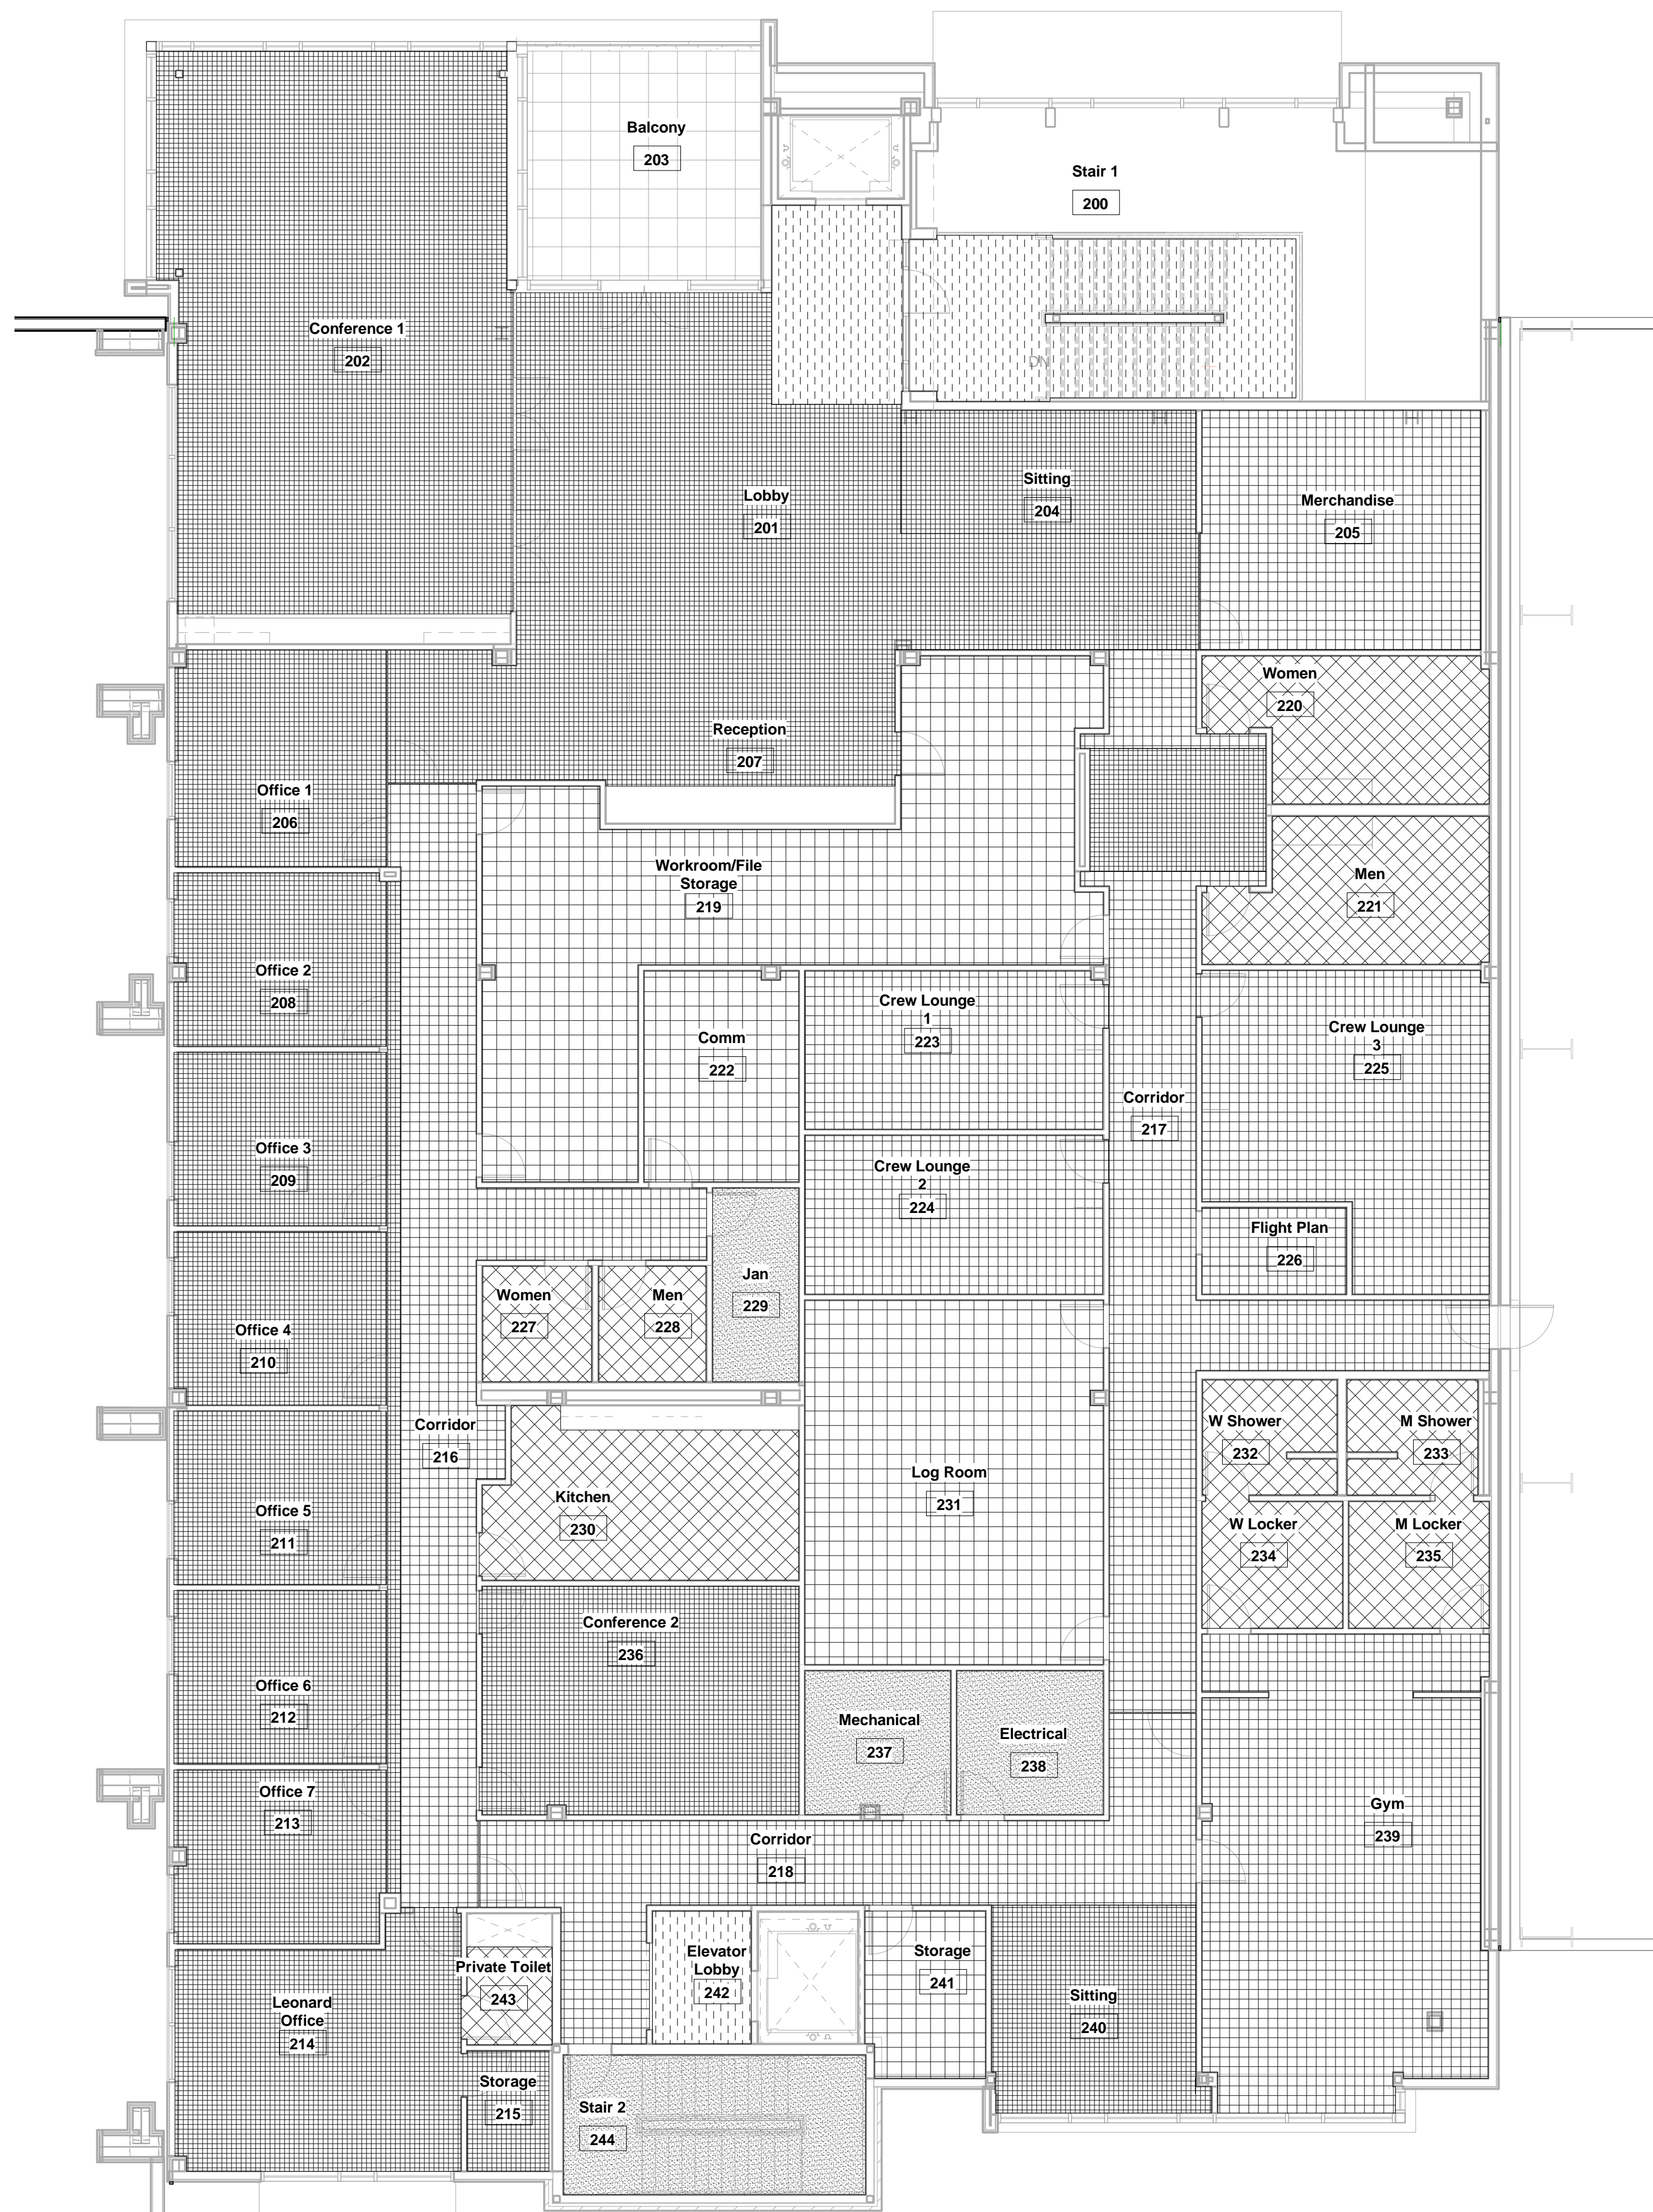 Balcony
203
Stair 1
200
DN
Conference 1
202
Lobby
201
Sitting
204
Merchandise
205
Women
220
Reception
207
Office 1
206
Workroom/File
Storage
219
Men
221
Office 2
208
Crew Lounge
1
223
Comm
222
Crew Lounge
3
225
Corridor
217
Office 3
209
Crew Lounge
2
224
Flight Plan
226
Jan
229
Women
227
Men
228
Office 4
210
Corridor
216
W Shower
232
M Shower
233
Log Room
231
Kitchen
230
Office 5
211
W Locker
234
M Locker
235
Conference 2
236
Office 6
212
Mechanical
237
Electrical
238
Office 7
213
Gym
239
Corridor
218
Elevator
Lobby
242
Storage
241
Private Toilet
243
Sitting
240
Leonard
Office
214
Storage
215
Stair 2
244